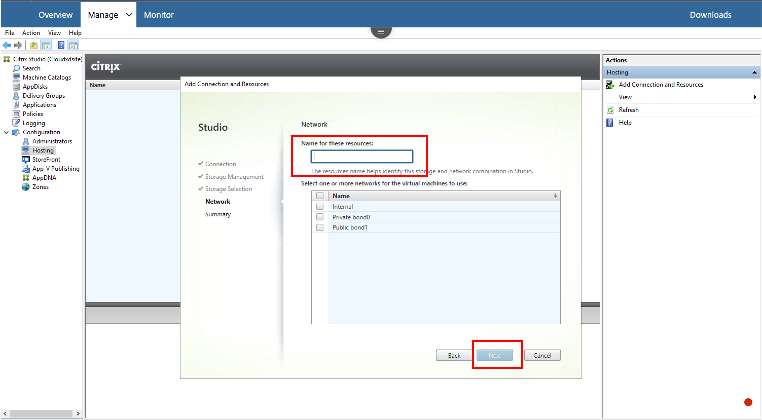 Overview Manage Monitor Downloads
File Action View Help
Citrix Studio (Cloudxdsite)
Search
Machine Catalogs
AppDisks
Delivery Groups
Applications
Policies
Logging
Configuration
Administrators
Hosting
StoreFront
App-V Publishing
AppDNA
Zones
CITRIX
Name
Add Connection and Resources
Studio
Connection
Storage Management
Storage Selection
Network
Summary
Network
Name for these resources:
The resources name helps identify this storage and network combination in Studio.
Select one or more networks for the virtual machines to use:
Name
Internal
Private bond0
Public bond1
Back Next Cancel
Actions
Hosting
Add Connection and Resources
View
Refresh
Help